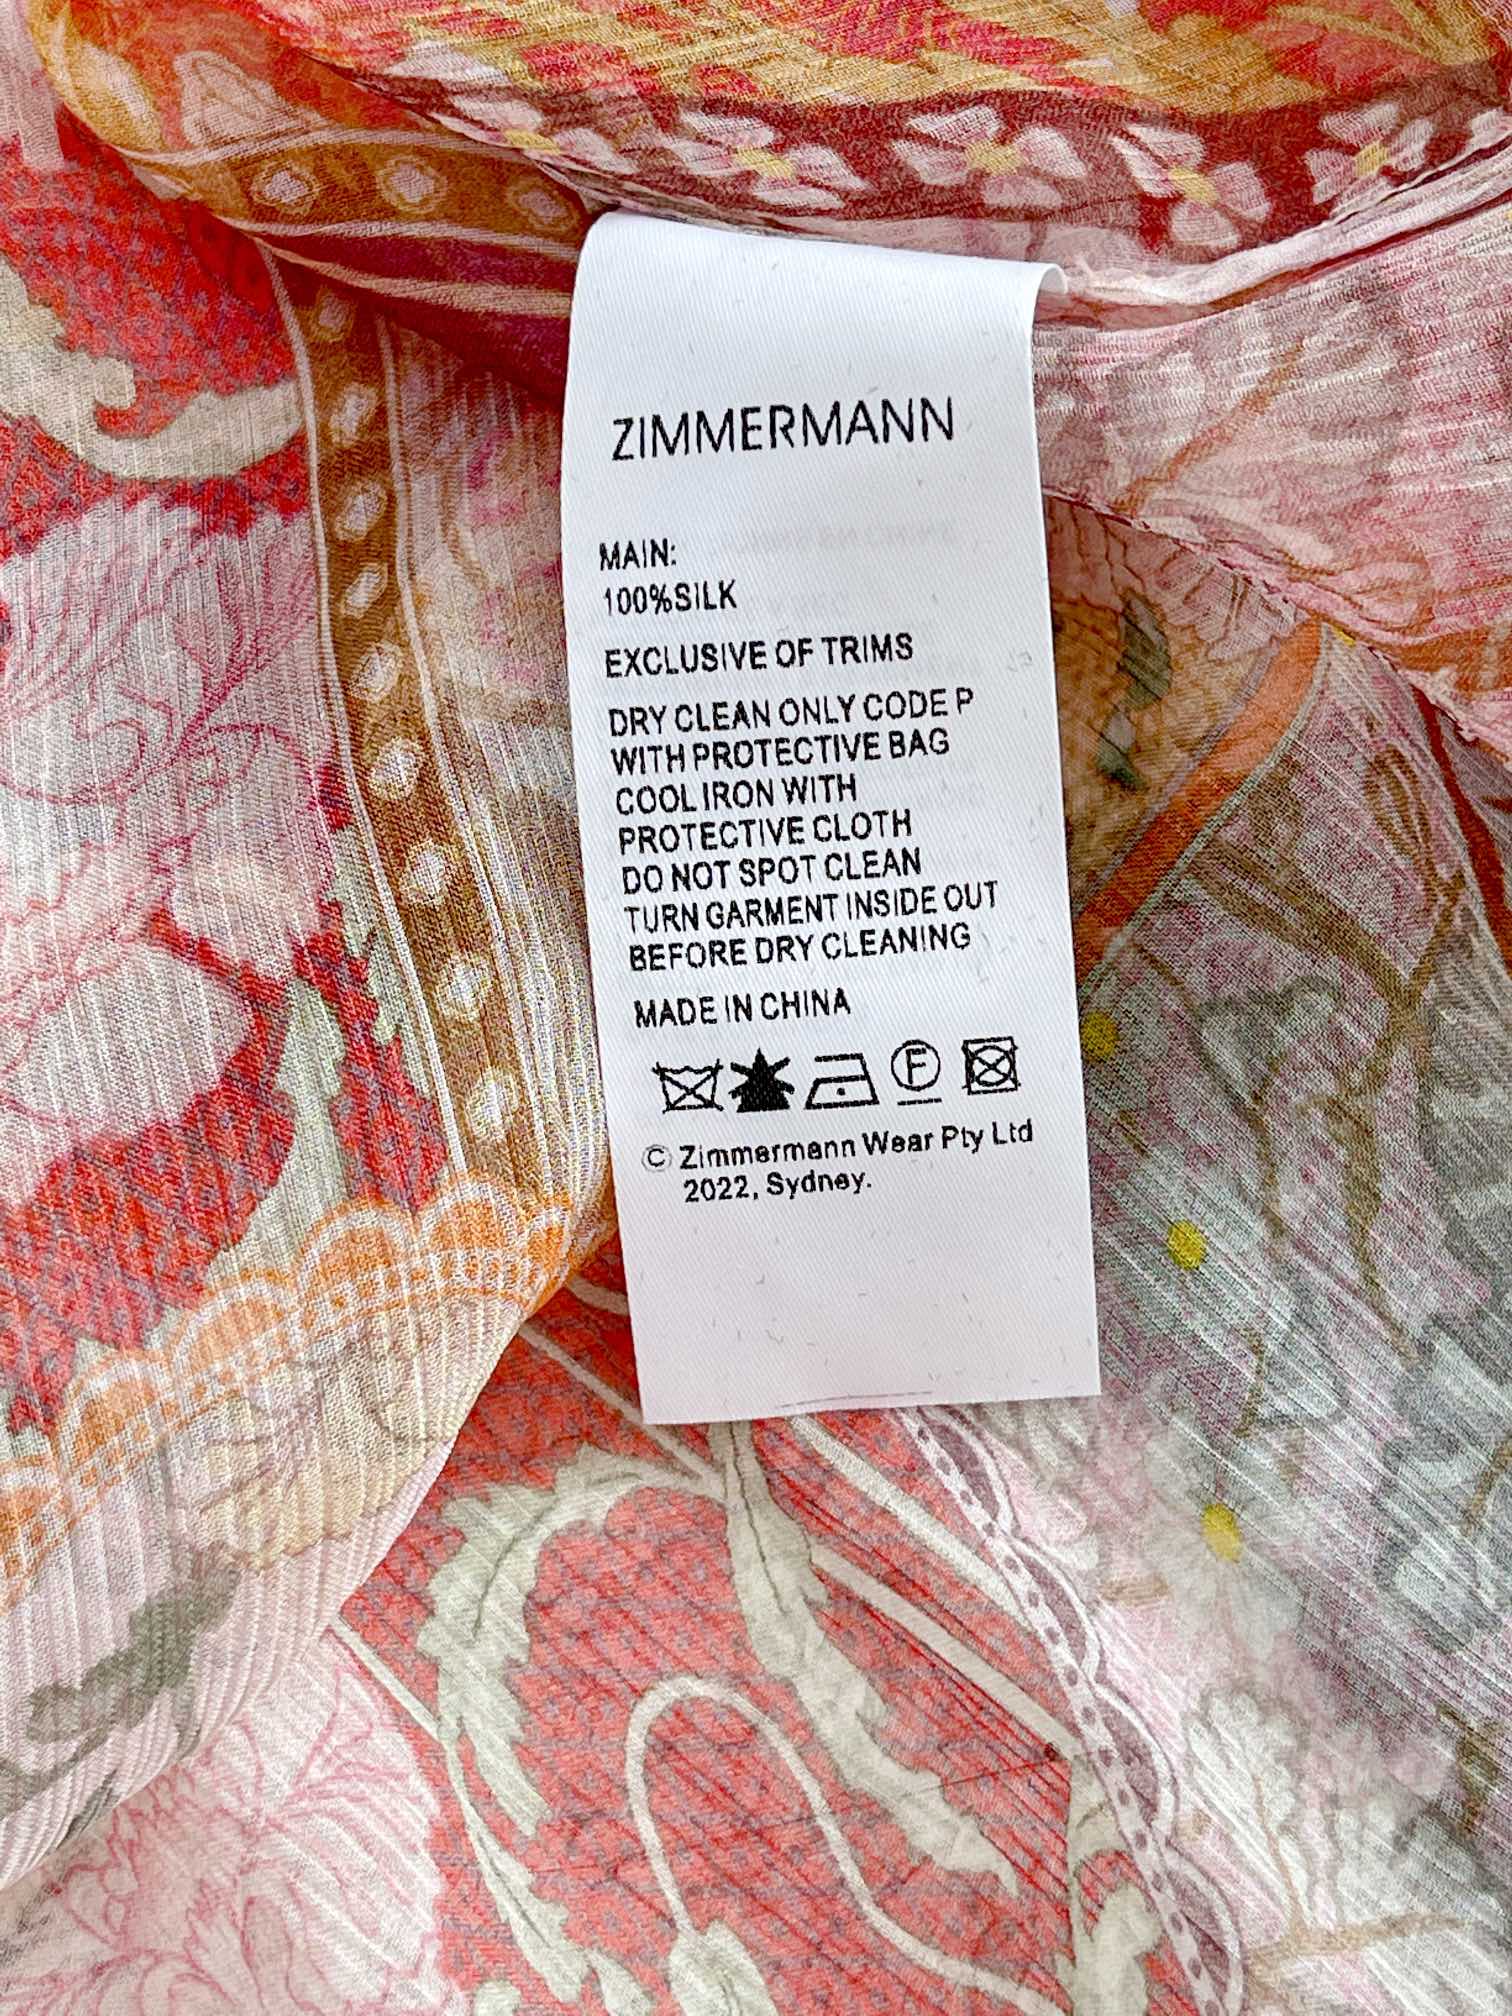 ZIMMERMANN
MAIN:
100%SILK
EXCLUSIVE OF TRIMS
DRY CLEAN ONLY CODE P
WITH PROTECTIVE BAG
COOL IRON WITH
PROTECTIVE CLOTH
DO NOT SPOT CLEAN
TURN GARMENT INSIDE OUT
BEFORE DRY CLEANING
MADE IN CHINA
F
© Zimmermann Wear Pty Ltd
2022, Sydney.